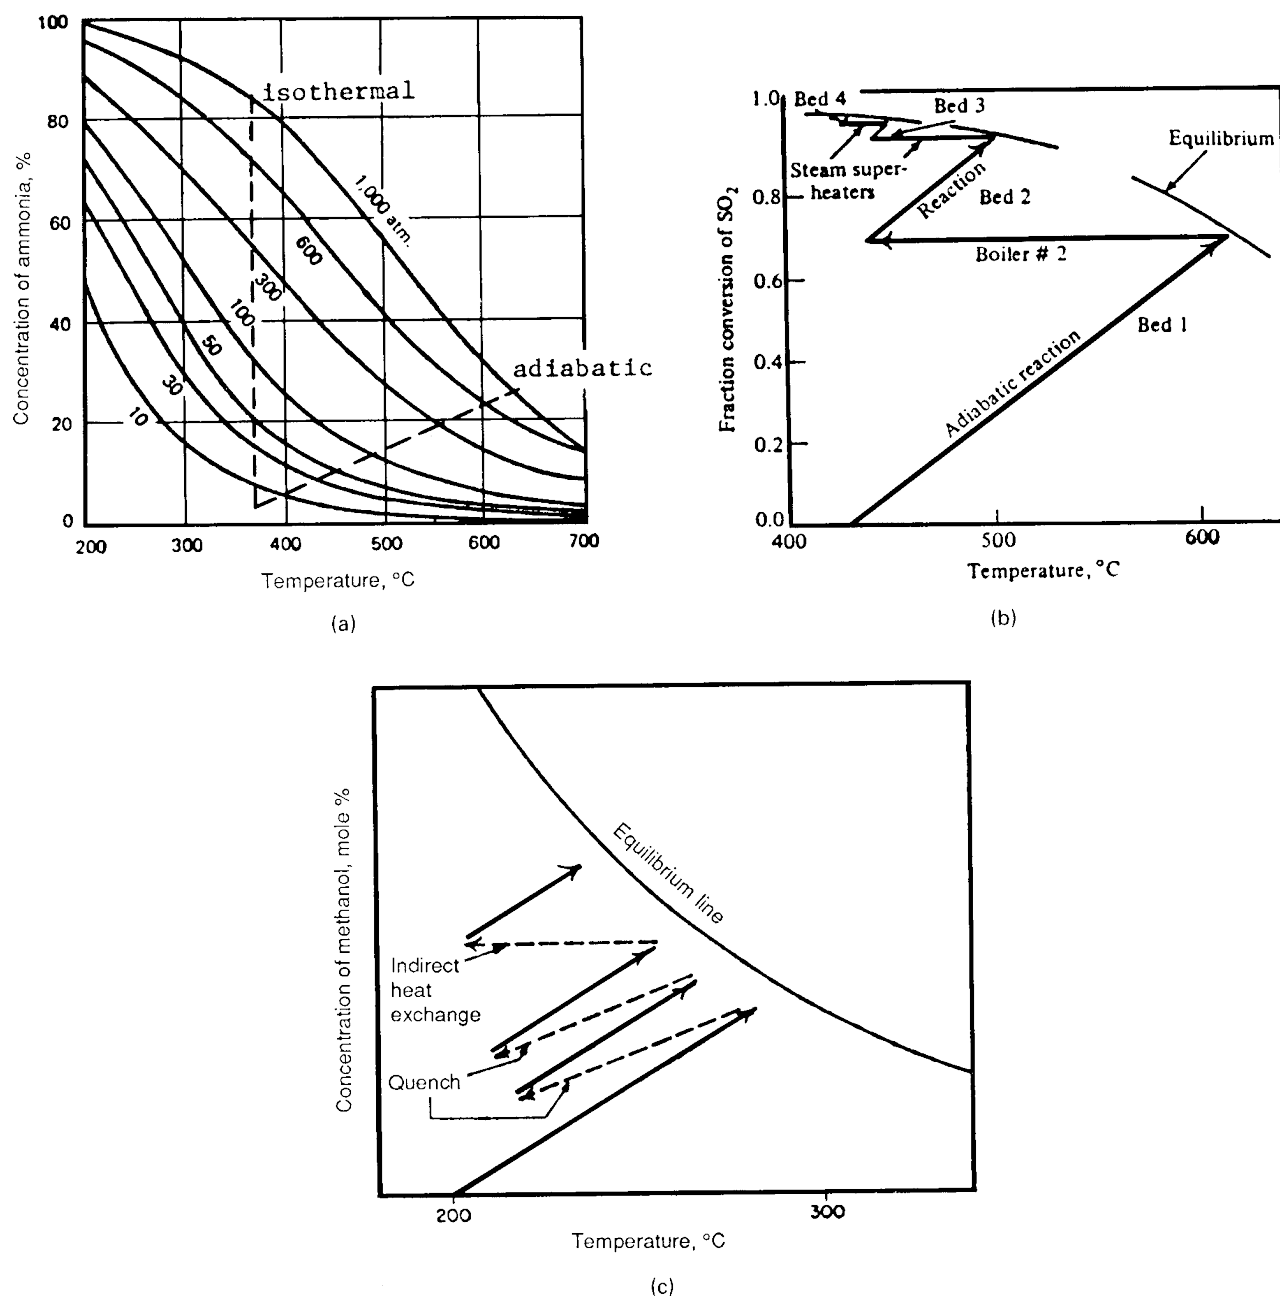 100
80
60
40
20
0
Concentration of ammonia, %
isothermal
adiabatic
1,000 atm.
600
300
100
50
30
10
200 300 400 500 600 700
Temperature, °C
(a)
1.0
0.8
0.6
0.4
0.2
0.0
Fraction conversion of SO₂
Bed 4
Bed 3
Equilibrium
Steam super-
heaters
Reaction
Bed 2
Boiler # 2
Bed 1
Adiabatic reaction
400 500 600
Temperature, °C
(b)
Concentration of methanol, mole %
Equilibrium line
Indirect
heat
exchange
Quench
200 300
Temperature, °C
(c)